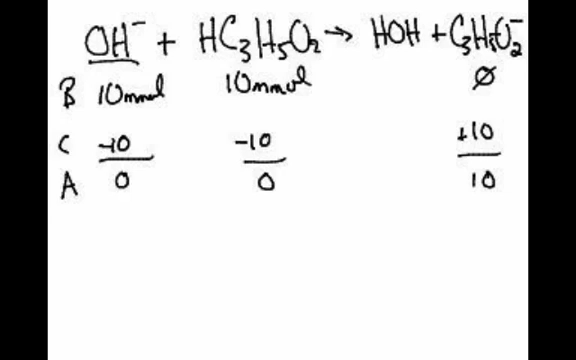 OH⁻ + HC₃H₅O₂ → HOH + C₃H₅O₂⁻
B 10mmol 10mmol ∅
C -10 -10 +10
A 0 0 10